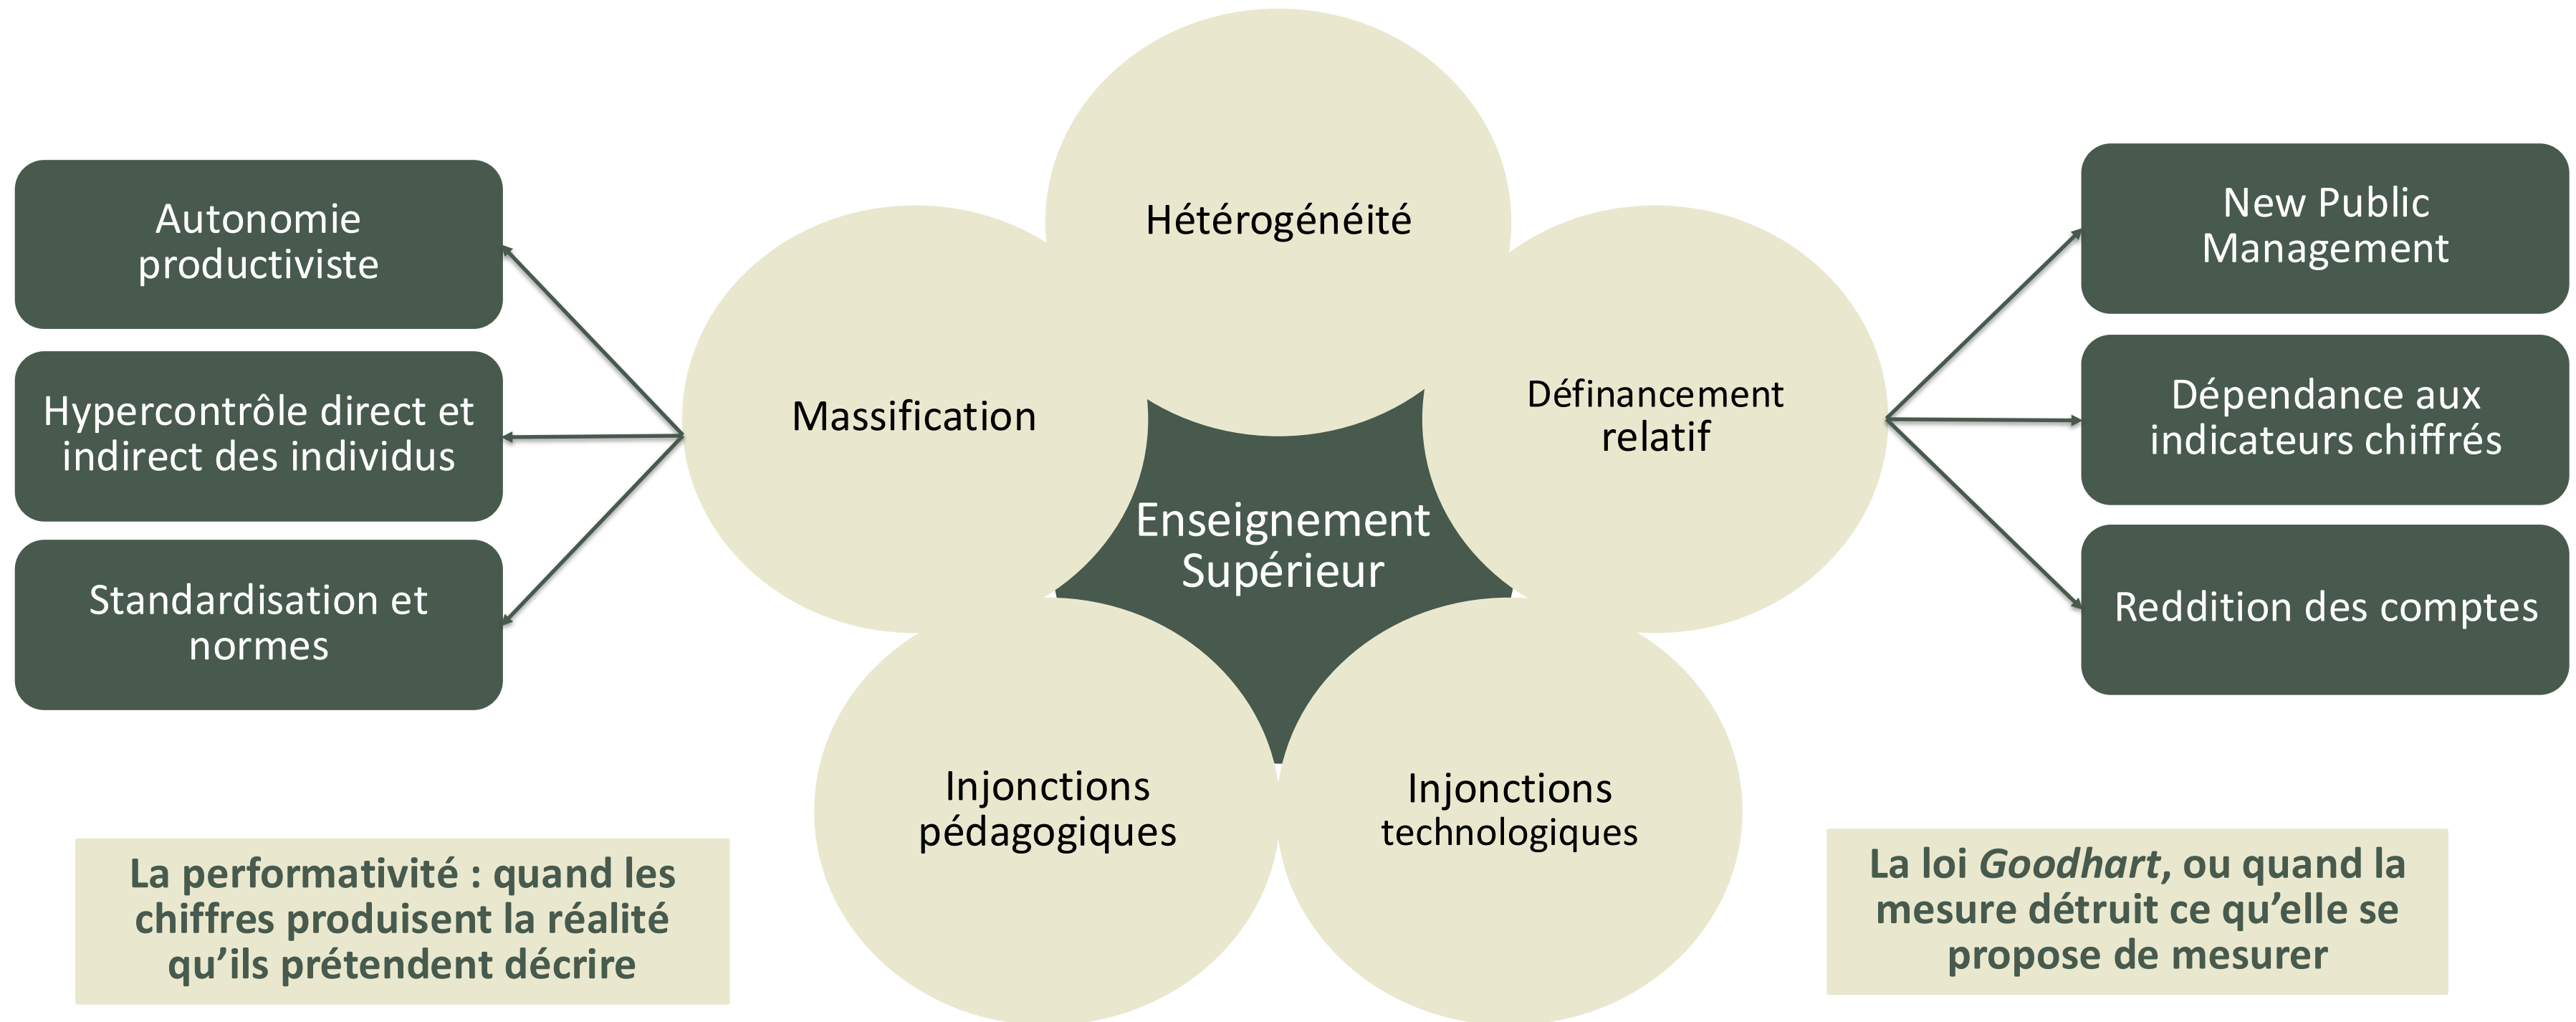 Autonomie
productiviste
Hypercontrôle direct et
indirect des individus
Standardisation et
normes
Hétérogénéité
Massification
Définancement
relatif
Enseignement
Supérieur
Injonctions
pédagogiques
Injonctions
technologiques
New Public
Management
Dépendance aux
indicateurs chiffrés
Reddition des comptes
La performativité : quand les
chiffres produisent la réalité
qu’ils prétendent décrire
La loi Goodhart, ou quand la
mesure détruit ce qu’elle se
propose de mesurer